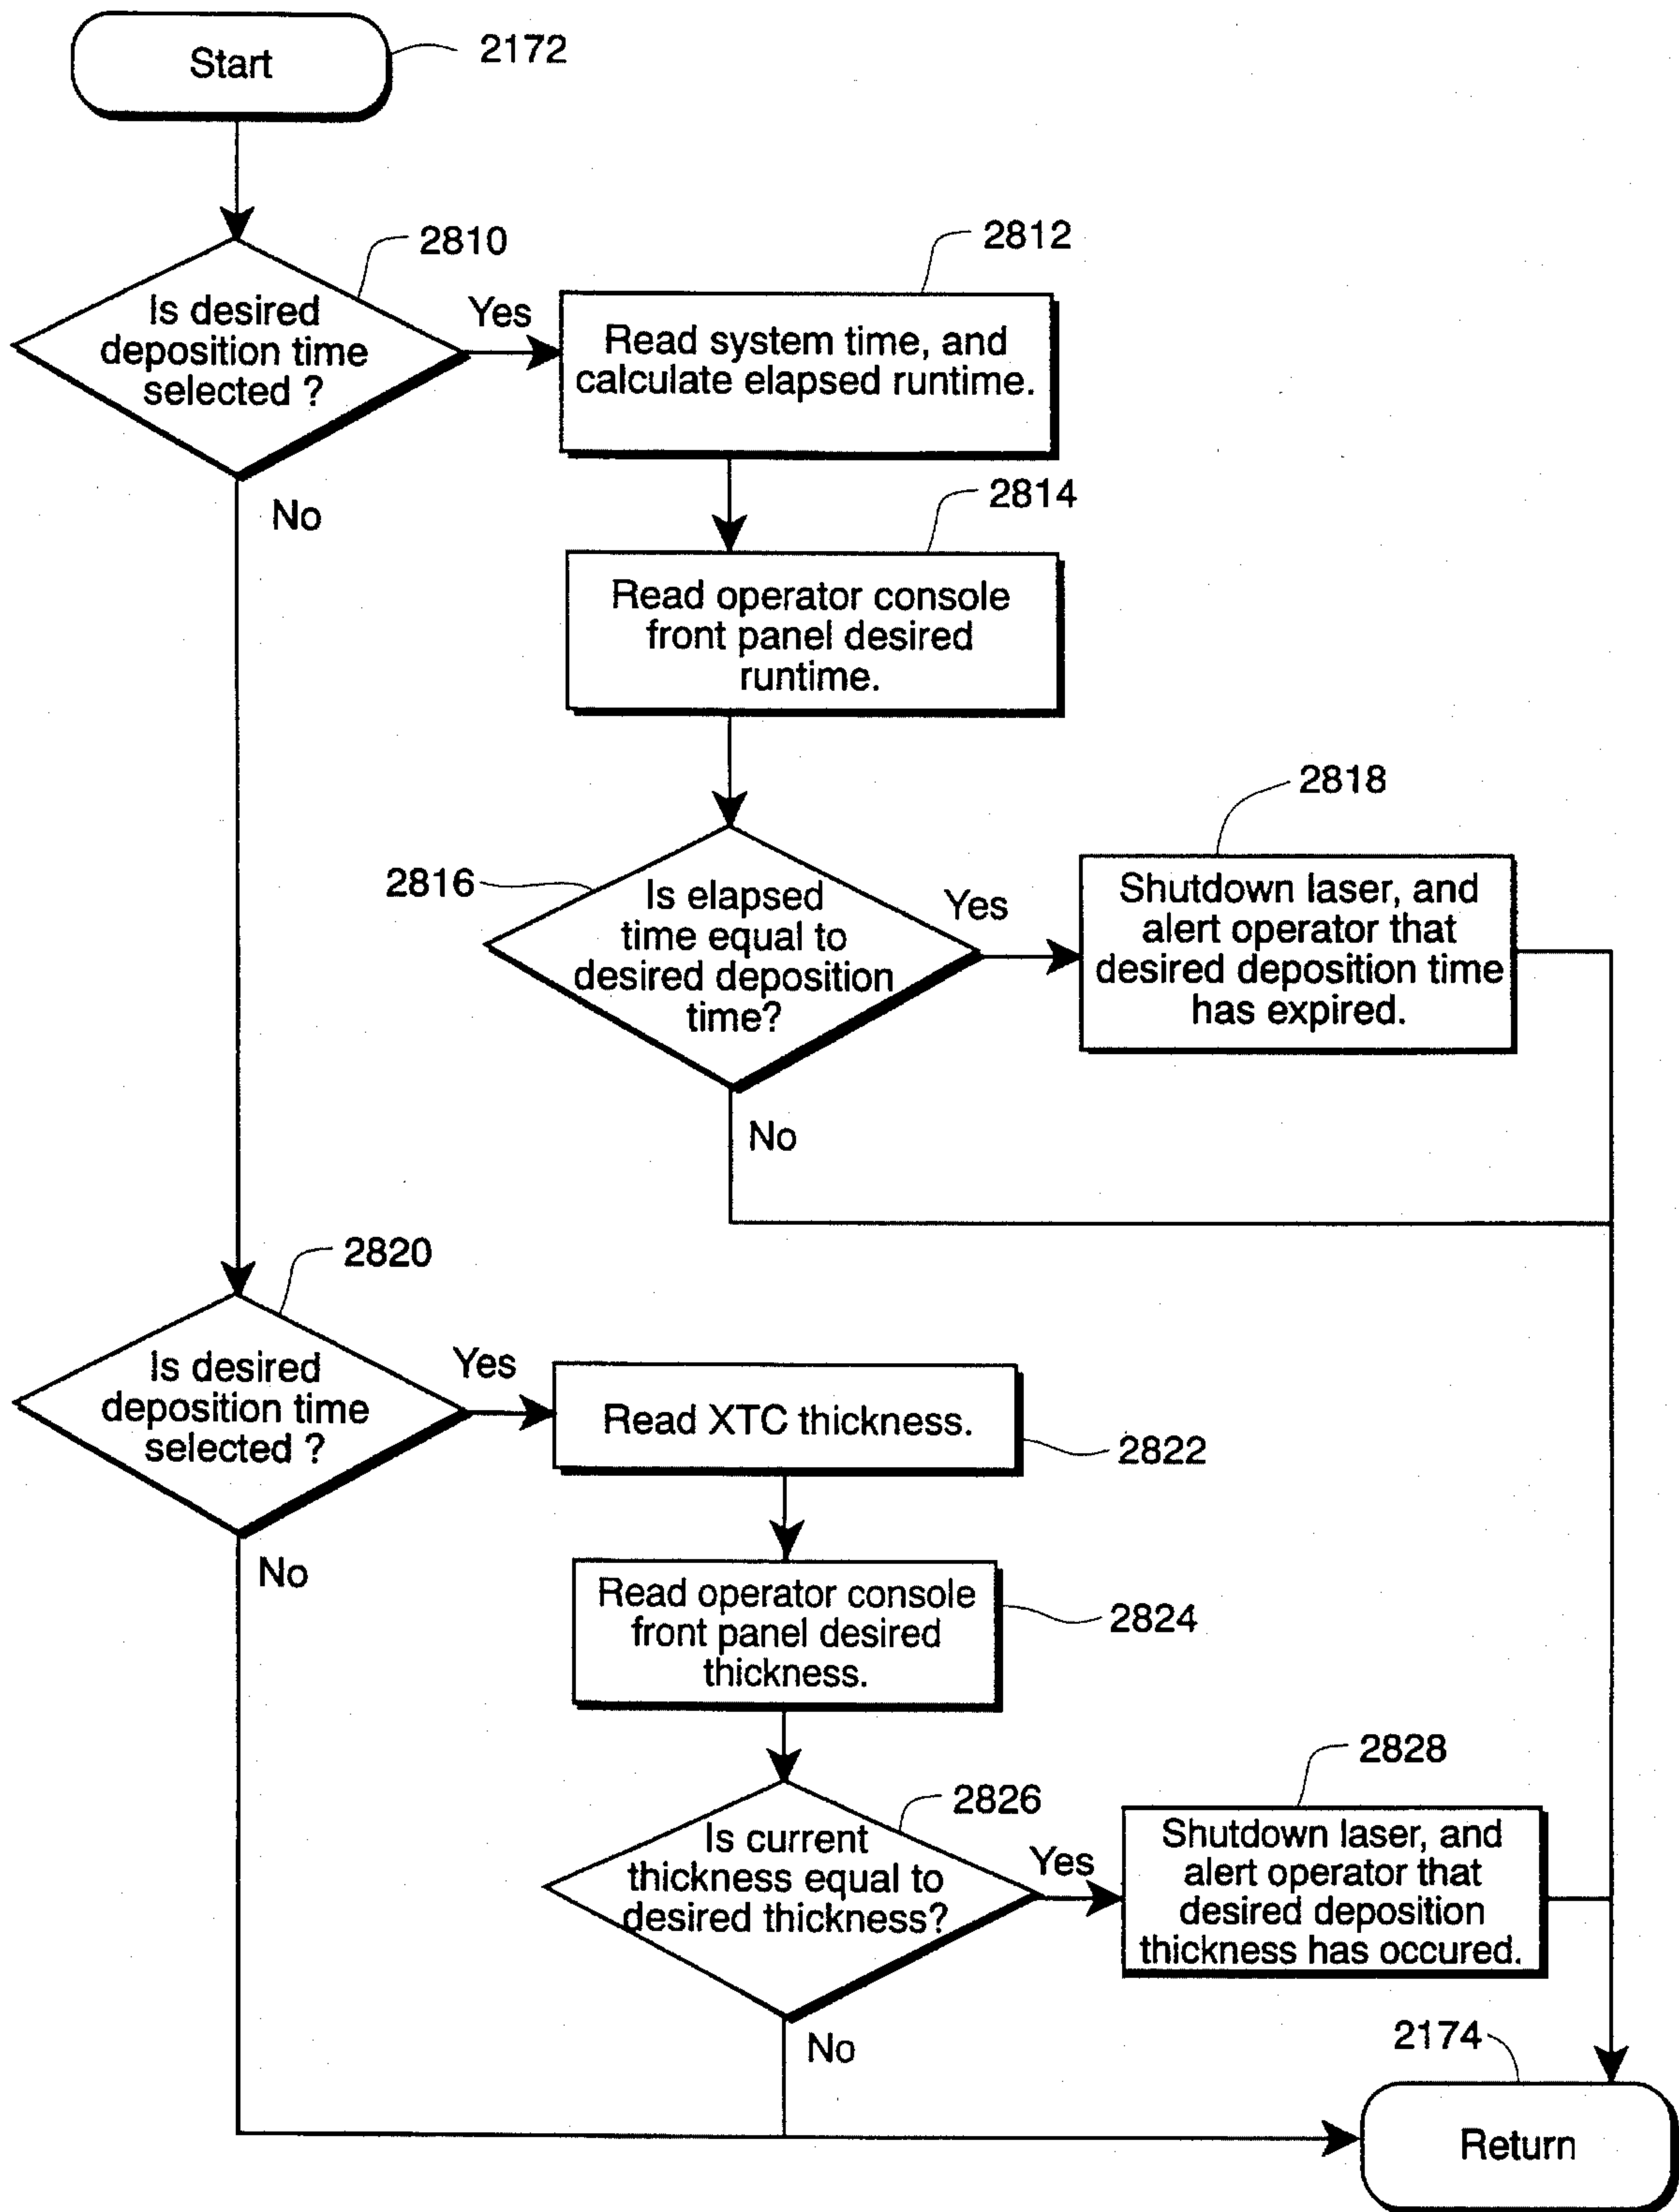 Start
2172
2810
Is desired
deposition time
selected ?
Yes
No
2812
Read system time, and
calculate elapsed runtime.
2814
Read operator console
front panel desired
runtime.
2816
Is elapsed
time equal to
desired deposition
time?
Yes
No
2818
Shutdown laser, and
alert operator that
desired deposition time
has expired.
2820
Is desired
deposition time
selected ?
Yes
No
Read XTC thickness.
2822
Read operator console
front panel desired
thickness.
2824
2826
Is current
thickness equal to
desired thickness?
Yes
No
2828
Shutdown laser, and
alert operator that
desired deposition
thickness has occured.
2174
Return